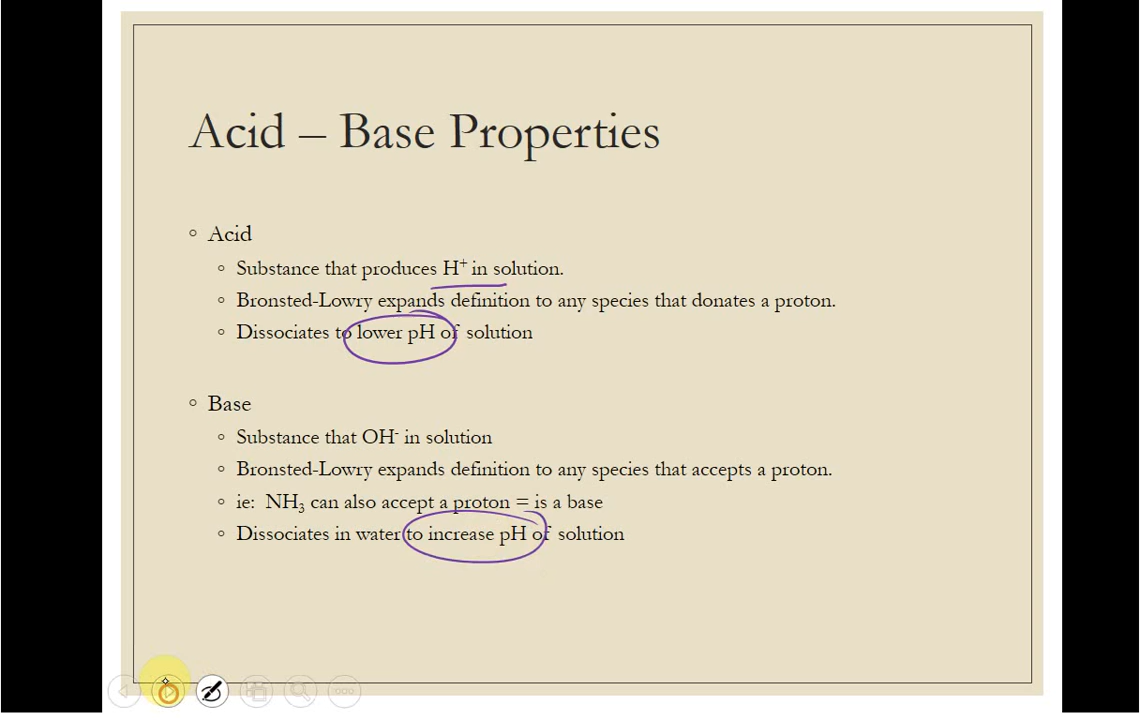 Acid – Base Properties
◦ Acid
◦ Substance that produces H⁺ in solution.
◦ Bronsted-Lowry expands definition to any species that donates a proton.
◦ Dissociates to lower pH of solution
◦ Base
◦ Substance that OH⁻ in solution
◦ Bronsted-Lowry expands definition to any species that accepts a proton.
◦ ie: NH₃ can also accept a proton = is a base
◦ Dissociates in water to increase pH of solution